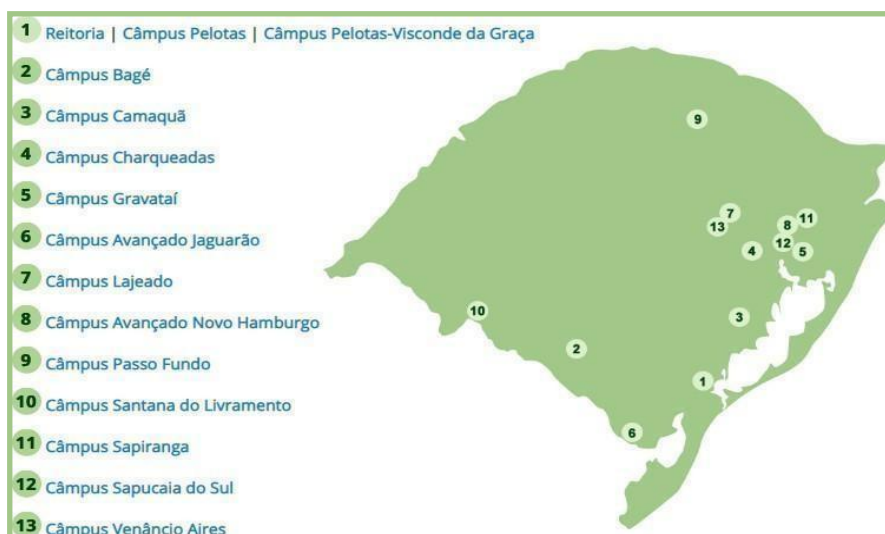 1 Reitoria | Câmpus Pelotas | Câmpus Pelotas-Visconde da Graça
2 Câmpus Bagé
3 Câmpus Camaquã
4 Câmpus Charqueadas
5 Câmpus Gravataí
6 Câmpus Avançado Jaguarão
7 Câmpus Lajeado
8 Câmpus Avançado Novo Hamburgo
9 Câmpus Passo Fundo
10 Câmpus Santana do Livramento
11 Câmpus Sapiranga
12 Câmpus Sapucaia do Sul
13 Câmpus Venâncio Aires
9
7
11
8
13
12
4
5
10
3
2
1
6